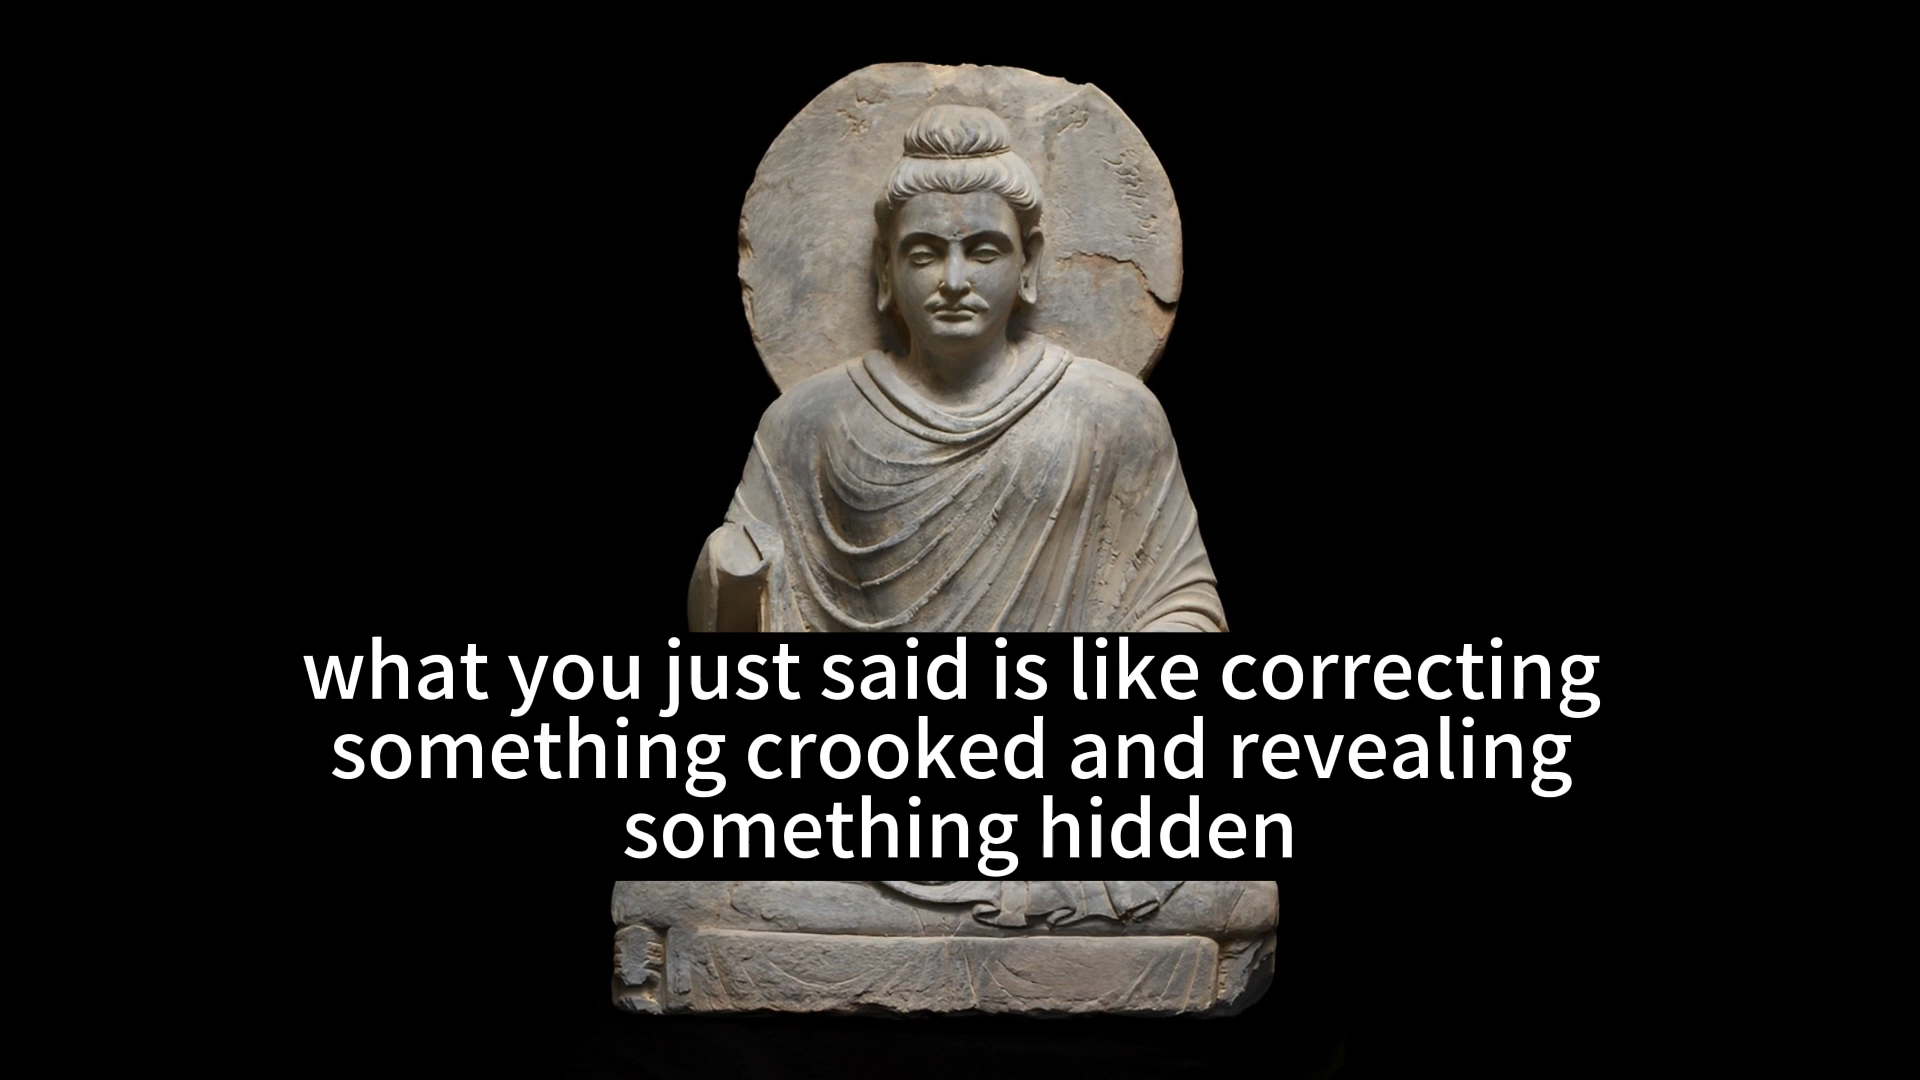 what you just said is like correcting
something crooked and revealing
something hidden